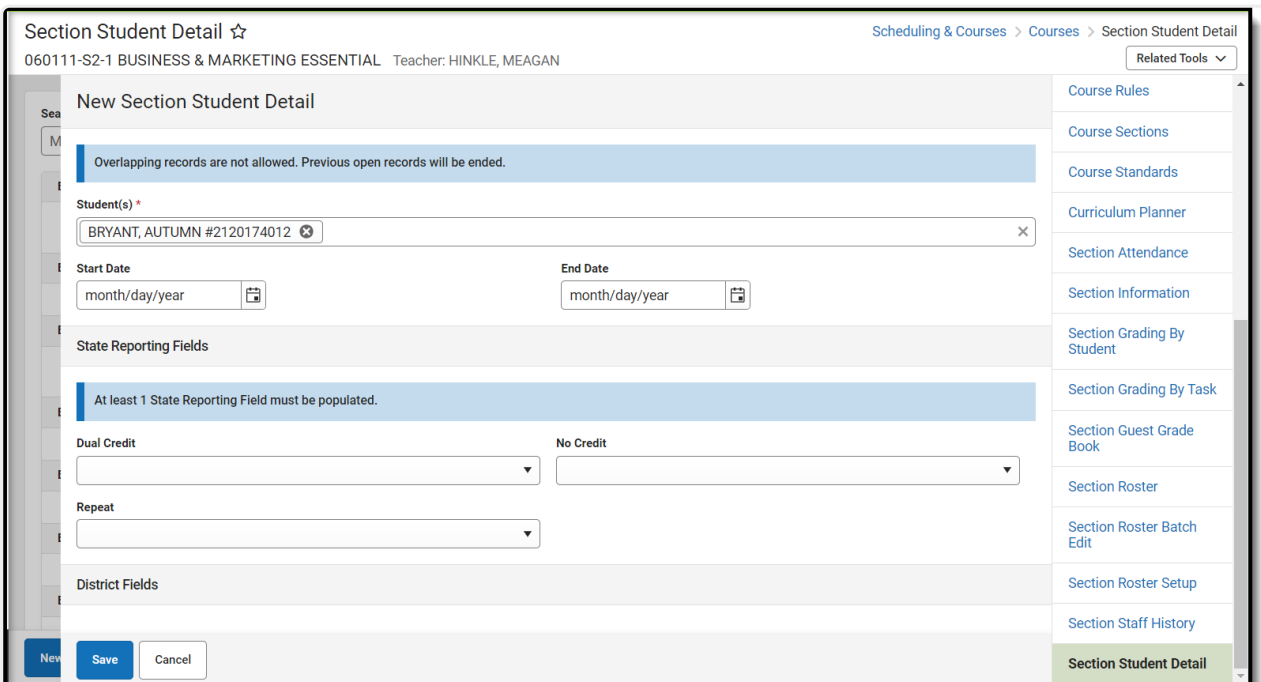 Section Student Detail
Scheduling & Courses > Courses > Section Student Detail
060111-S2-1 BUSINESS & MARKETING ESSENTIAL Teacher: HINKLE, MEAGAN
Related Tools
New Section Student Detail
Overlapping records are not allowed. Previous open records will be ended.
Student(s) *
BRYANT, AUTUMN #2120174012
Start Date
End Date
month/day/year
month/day/year
State Reporting Fields
At least 1 State Reporting Field must be populated.
Dual Credit
No Credit
Repeat
District Fields
New
Save
Cancel
Course Rules
Course Sections
Course Standards
Curriculum Planner
Section Attendance
Section Information
Section Grading By
Student
Section Grading By Task
Section Guest Grade
Book
Section Roster
Section Roster Batch
Edit
Section Roster Setup
Section Staff History
Section Student Detail